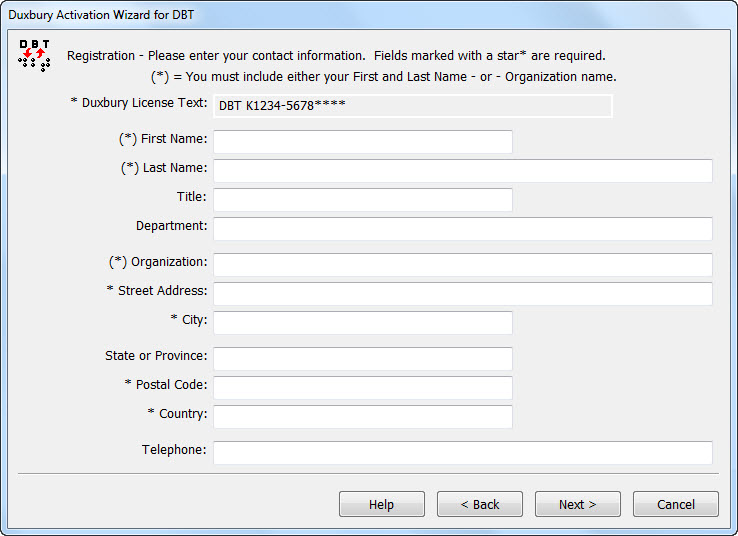 Duxbury Activation Wizard for DBT
DBT
Registration - Please enter your contact information. Fields marked with a star* are required.
(*) = You must include either your First and Last Name - or - Organization name.
* Duxbury License Text: DBT K1234-5678****
(*) First Name:
(*) Last Name:
Title:
Department:
(*) Organization:
* Street Address:
* City:
State or Province:
* Postal Code:
* Country:
Telephone:
Help < Back Next > Cancel